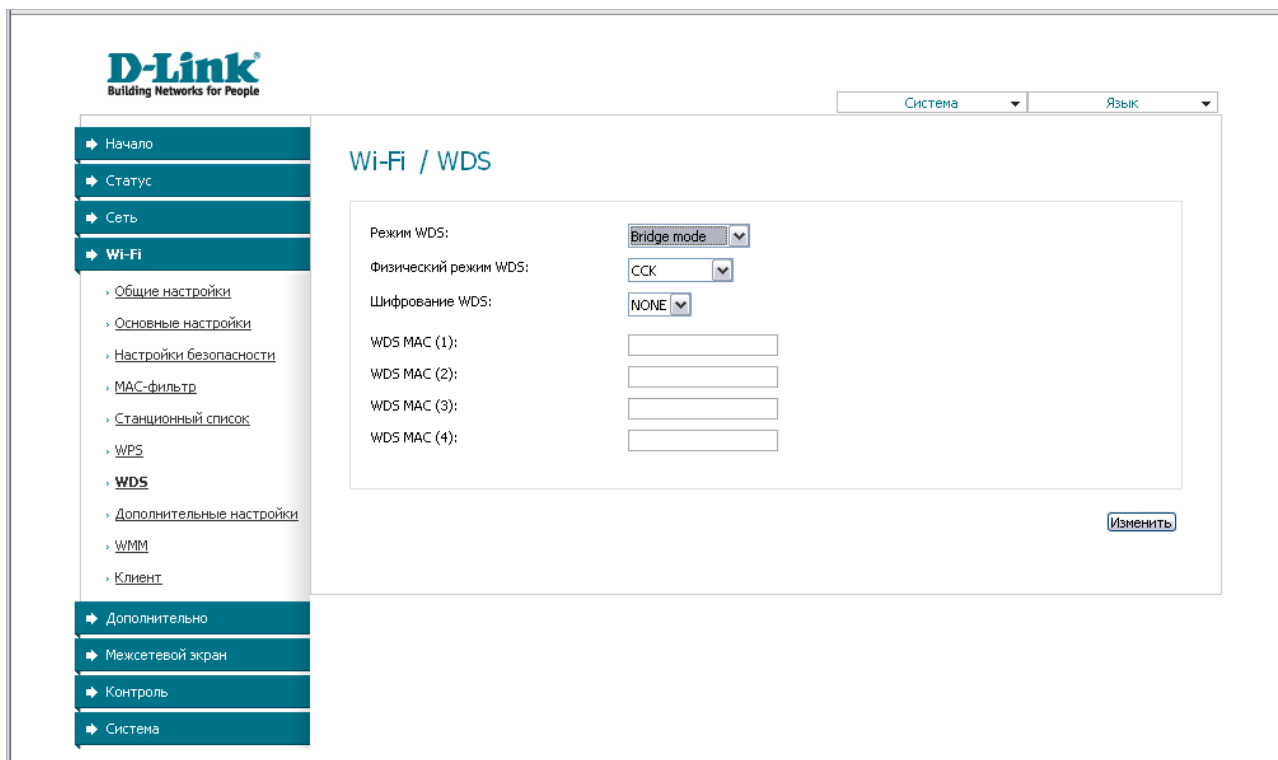 D-Link
Building Networks for People
Система
Язык
Начало
Статус
Сеть
Wi-Fi
Общие настройки
Основные настройки
Настройки безопасности
MAC-фильтр
Станционный список
WPS
WDS
Дополнительные настройки
WMM
Клиент
Дополнительно
Межсетевой экран
Контроль
Система
Wi-Fi / WDS
Режим WDS: Bridge mode
Физический режим WDS: CCK
Шифрование WDS: NONE
WDS MAC (1):
WDS MAC (2):
WDS MAC (3):
WDS MAC (4):
Изменить